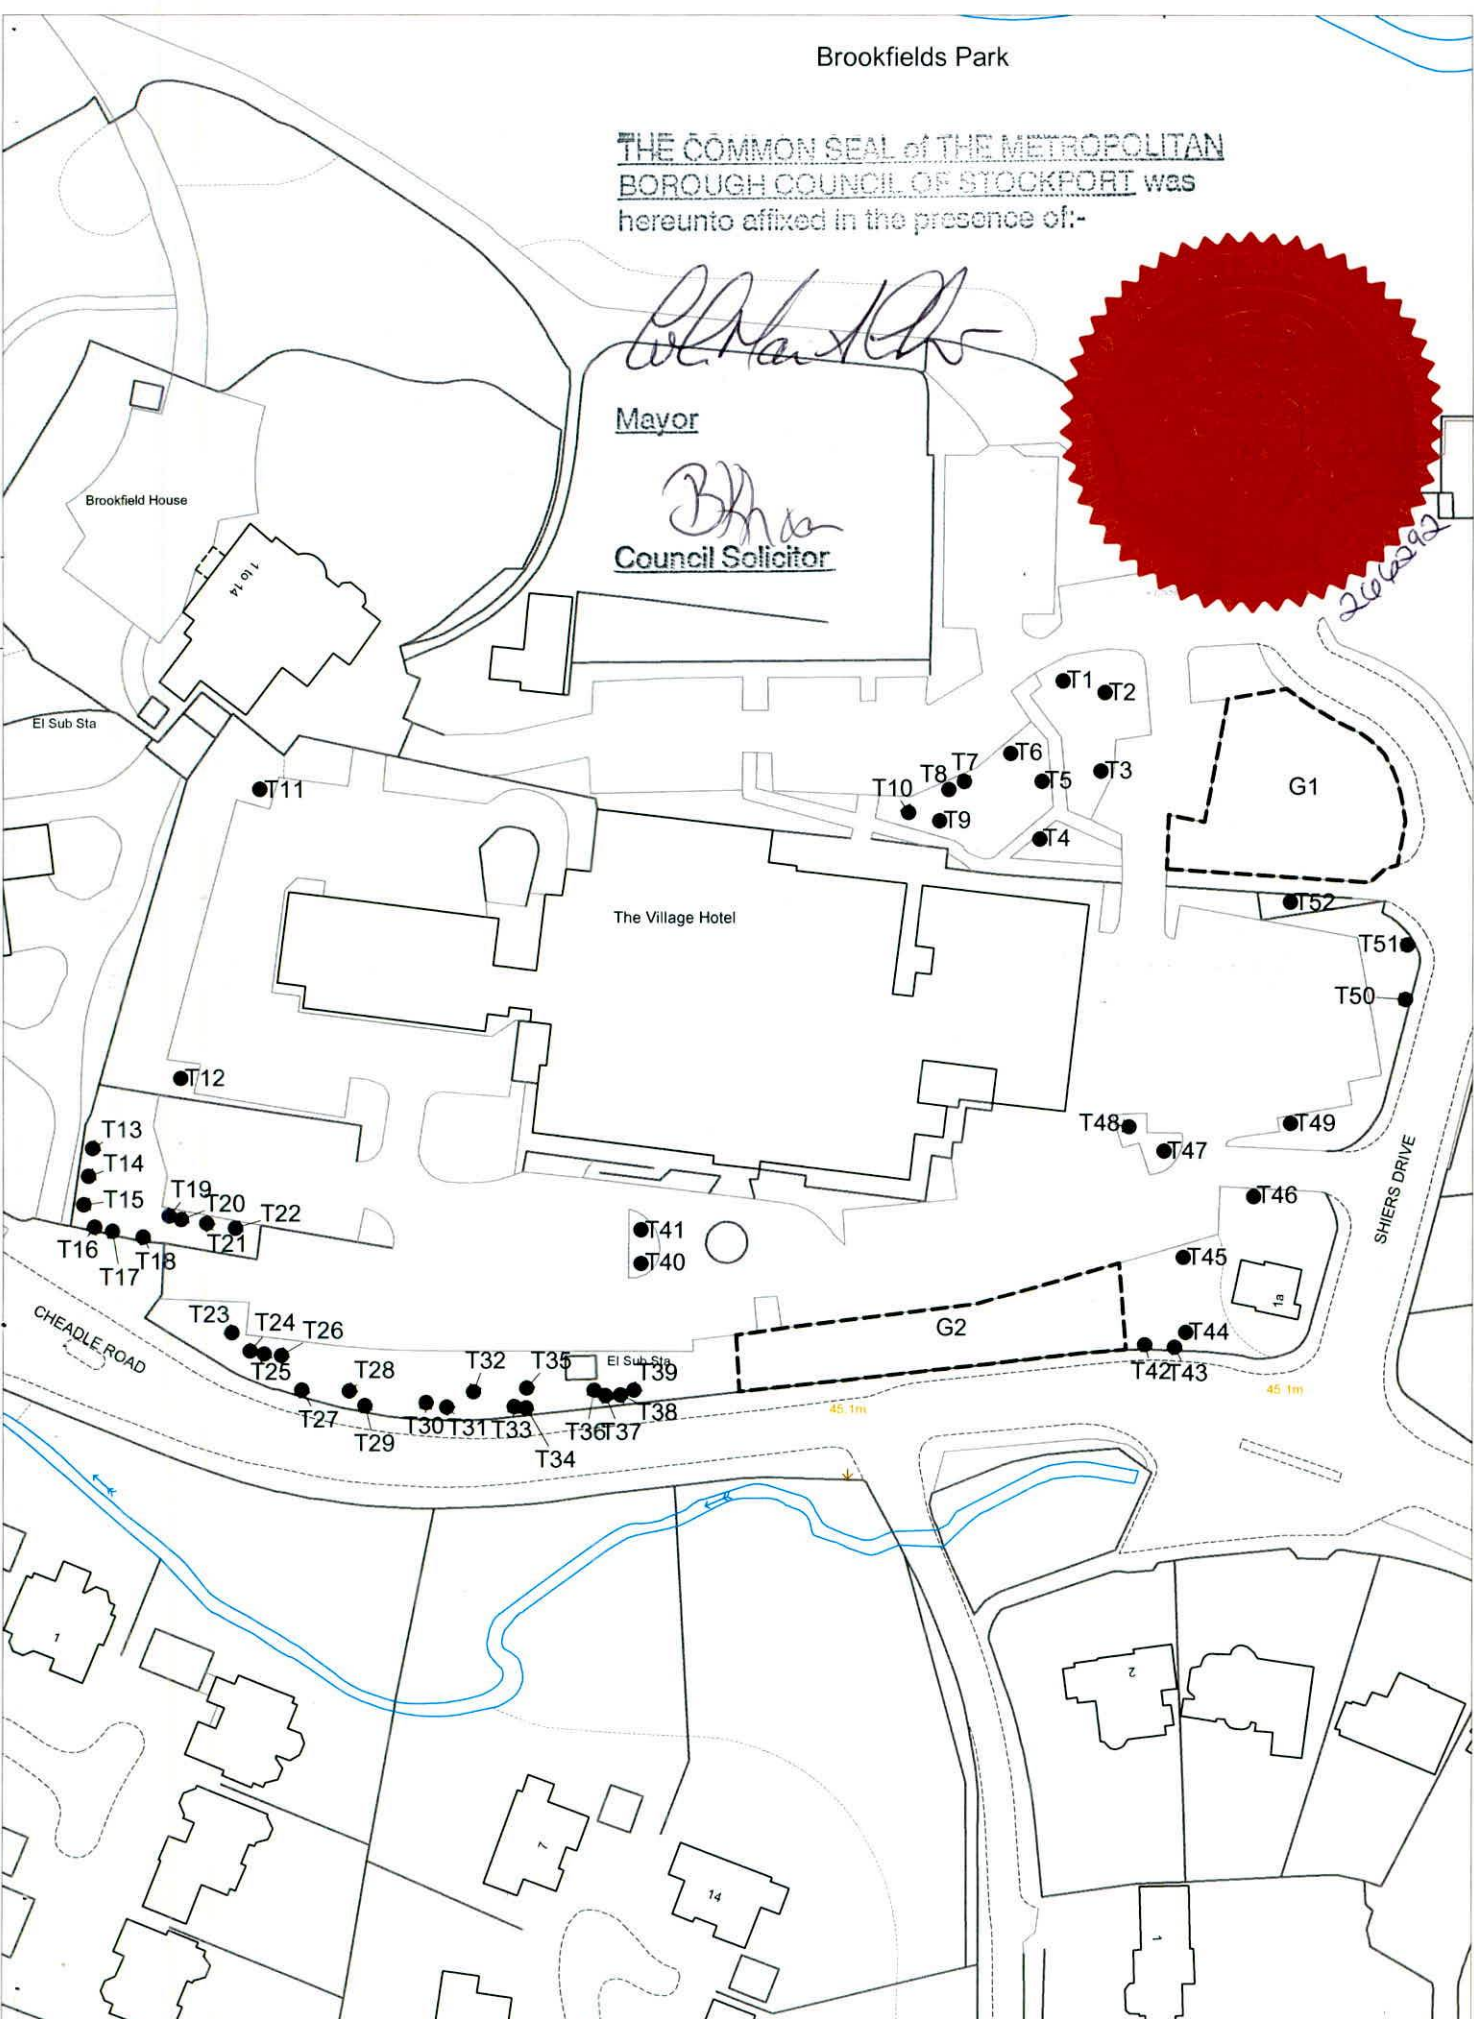 Brookfields Park
THE COMMON SEAL of THE METROPOLITAN
BOROUGH COUNCIL OF STOCKPORT was
hereunto affixed in the presence of:-
Mayor
Council Solicitor
Brookfield House
1 to 14
El Sub Sta
T1
T2
T6
T7
T3
T5
T8
T10
T9
T4
G1
T11
The Village Hotel
T52
T51
T50
T12
T48
T49
T47
T13
T14
T15
T19
T20
T22
T16
T21
T17
T18
T46
SHIERS DRIVE
T41
T40
T45
1a
CHEADLE ROAD
T23
T24
T26
T25
G2
T44
T42
T43
T28
T32
T35
El Sub Sta
T39
T27
T29
T30
T31
T33
T34
T36
T37
T38
45.1m
45.1m
1
2
7
14
1